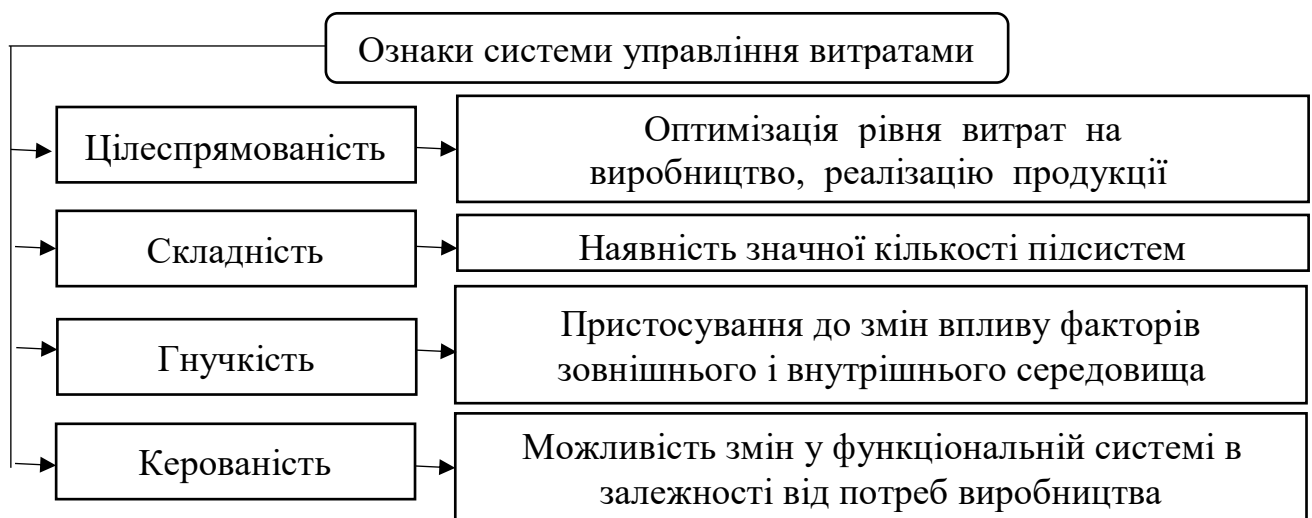 Ознаки системи управління витратами
Цілеспрямованість
Оптимізація рівня витрат на
виробництво, реалізацію продукції
Складність
Наявність значної кількості підсистем
Гнучкість
Пристосування до змін впливу факторів
зовнішнього і внутрішнього середовища
Керованість
Можливість змін у функціональній системі в
залежності від потреб виробництва